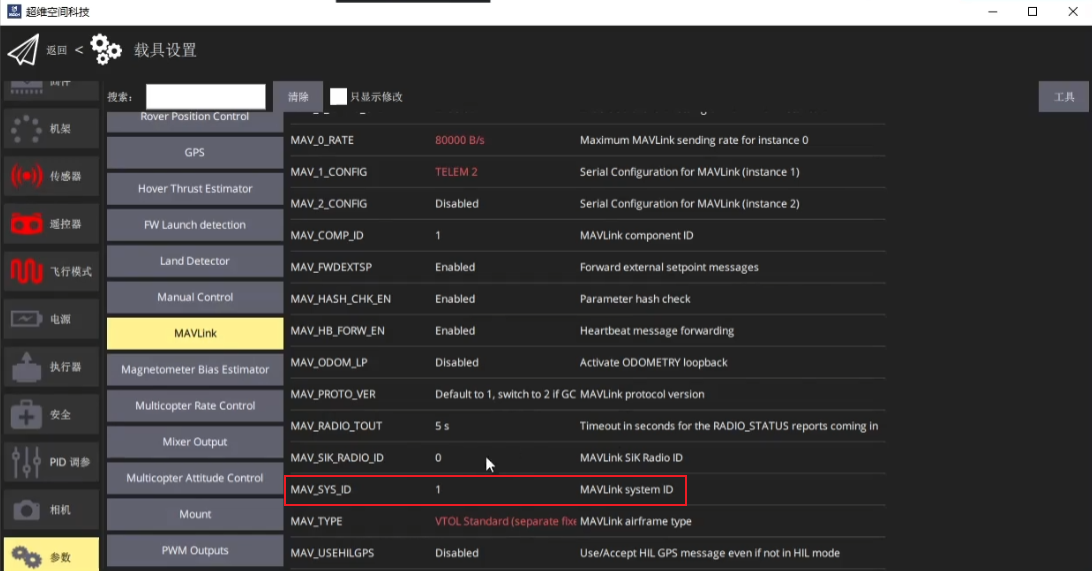 超维空间科技
返回 < 载具设置
搜索: 清除 只显示修改 工具
机架
传感器
遥控器
飞行模式
电源
执行器
安全
PID 调参
相机
参数
Rover Position Control
GPS
Hover Thrust Estimator
FW Launch detection
Land Detector
Manual Control
MAVLink
Magnetometer Bias Estimator
Multicopter Rate Control
Mixer Output
Multicopter Attitude Control
Mount
PWM Outputs
MAV_0_RATE 80000 B/s Maximum MAVLink sending rate for instance 0
MAV_1_CONFIG TELEM 2 Serial Configuration for MAVLink (instance 1)
MAV_2_CONFIG Disabled Serial Configuration for MAVLink (instance 2)
MAV_COMP_ID 1 MAVLink component ID
MAV_FWDEXTSP Enabled Forward external setpoint messages
MAV_HASH_CHK_EN Enabled Parameter hash check
MAV_HB_FORW_EN Enabled Heartbeat message forwarding
MAV_ODOM_LP Disabled Activate ODOMETRY loopback
MAV_PROTO_VER Default to 1, switch to 2 if GC MAVLink protocol version
MAV_RADIO_TOUT 5 s Timeout in seconds for the RADIO_STATUS reports coming in
MAV_SIK_RADIO_ID 0 MAVLink SiK Radio ID
MAV_SYS_ID 1 MAVLink system ID
MAV_TYPE VTOL Standard (separate fixe MAVLink airframe type
MAV_USEHILGPS Disabled Use/Accept HIL GPS message even if not in HIL mode